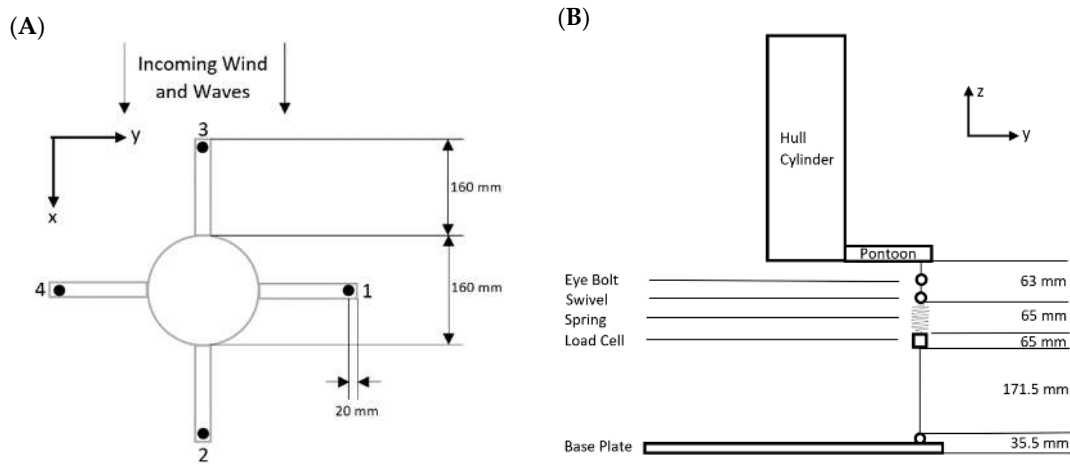 (A)
Incoming Wind
and Waves
y
x
3
160 mm
160 mm
4
1
20 mm
2
(B)
z
y
Hull
Cylinder
Pontoon
Eye Bolt
63 mm
Swivel
Spring
65 mm
Load Cell
65 mm
171.5 mm
Base Plate
35.5 mm